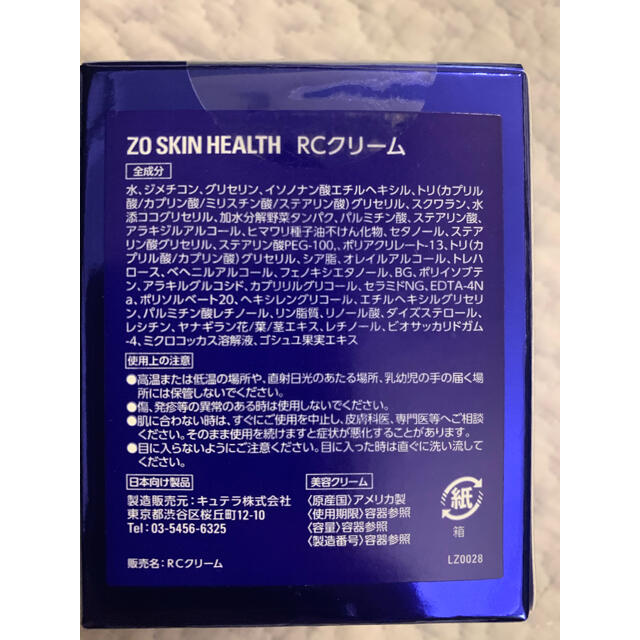 ZO SKIN HEALTH RCクリーム
全成分
水、ジメチコン、グリセリン、イソノナン酸エチルヘキシル、トリ(カプリル
酸/カプリン酸/ミリスチン酸/ステアリン酸)グリセリル、スクワラン、水
添ココグリセリル、加水分解野菜タンパク、パルミチン酸、ステアリン酸、
アラキジルアルコール、ヒマワリ種子油不けん化物、セタノール、ステア
リン酸グリセリル、ステアリン酸PEG-100,、ポリアクリレート-13、トリ(カ
プリル酸/カプリン酸)グリセリル、シア脂、オレイルアルコール、トレハ
ロース、ベヘニルアルコール、フェノキシエタノール、BG、ポリイソブテ
ン、アラキルグルコシド、カプリリルグリコール、セラミドNG、EDTA-4N
a、ポリソルベート20、ヘキシレングリコール、エチルヘキシルグリセリ
ン、パルミチン酸レチノール、リン脂質、リノール酸、ダイズステロール、
レシチン、ヤナギラン花/葉/茎エキス、レチノール、ビオサッカリドガム
-4、ミクロコッカス溶解液、ゴシュユ果実エキス
使用上の注意
●高温または低温の場所や、直射日光のあたる場所、乳幼児の手の届く場
所には保管しないでください。
●傷、発疹等の異常のある時は使用しないでください。
●肌に合わない時は、すぐにご使用を中止し、皮膚科医、専門医等へご相談
ください。そのまま使用を続けますと症状が悪化することがあります。
●目に入らないようにご注意ください。目に入った時は直ぐに洗い流して
ください。
日本向け製品
製造販売元:キュテラ株式会社
東京都渋谷区桜丘町12-10
Tel:03-5456-6325
販売名:RCクリーム
美容クリーム
〈原産国〉アメリカ製
〈使用期限〉容器参照
〈容量〉容器参照
〈製造番号〉容器参照
紙
箱
LZ0028